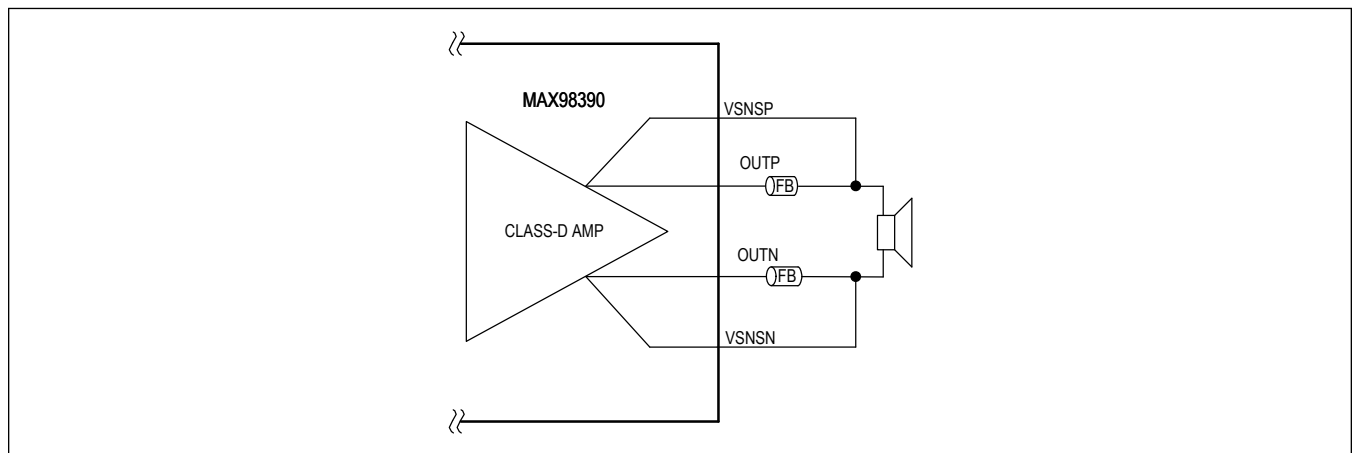 MAX98390
VSNSP
OUTP
FB
CLASS-D AMP
OUTN
FB
VSNSN